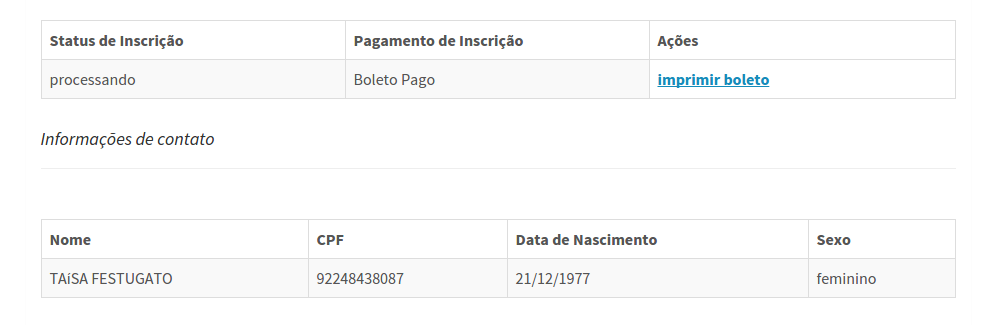 Status de Inscrição Pagamento de Inscrição Ações
processando Boleto Pago imprimir boleto
Informações de contato
Nome CPF Data de Nascimento Sexo
TAíSA FESTUGATO 92248438087 21/12/1977 feminino